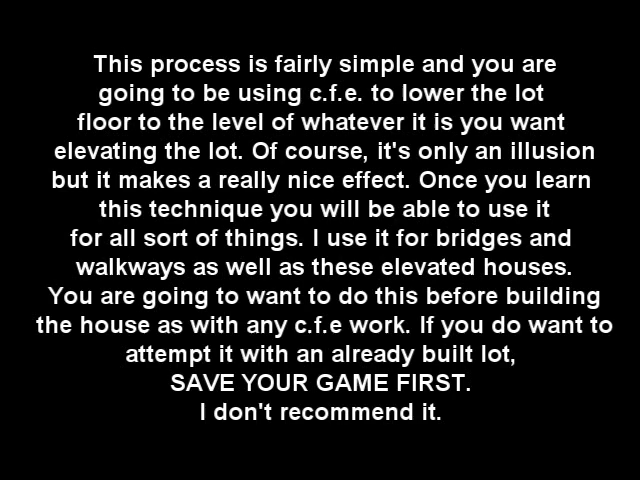 This process is fairly simple and you are
going to be using c.f.e. to lower the lot
floor to the level of whatever it is you want
elevating the lot. Of course, it's only an illusion
but it makes a really nice effect. Once you learn
this technique you will be able to use it
for all sort of things. I use it for bridges and
walkways as well as these elevated houses.
You are going to want to do this before building
the house as with any c.f.e work. If you do want to
attempt it with an already built lot,
SAVE YOUR GAME FIRST.
I don't recommend it.